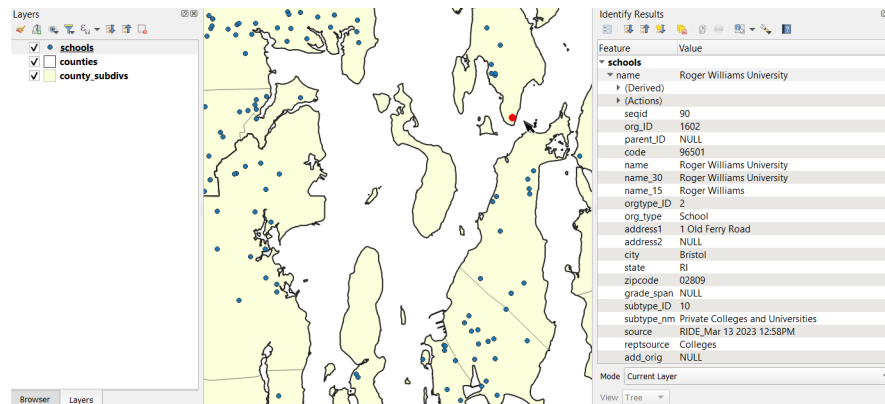 Layers
schools
counties
county_subdivs
Browser Layers
Identify Results
Feature Value
schools
name Roger Williams University
(Derived)
(Actions)
seqid 90
org_ID 1602
parent_ID NULL
code 96501
name Roger Williams University
name_30 Roger Williams University
name_15 Roger Williams
orgtype_ID 2
org_type School
address1 1 Old Ferry Road
address2 NULL
city Bristol
state RI
zipcode 02809
grade_span NULL
subtype_ID 10
subtype_nm Private Colleges and Universities
source RIDE_Mar 13 2023 12:58PM
reptsource Colleges
add_orig NULL
Mode Current Layer
View Tree